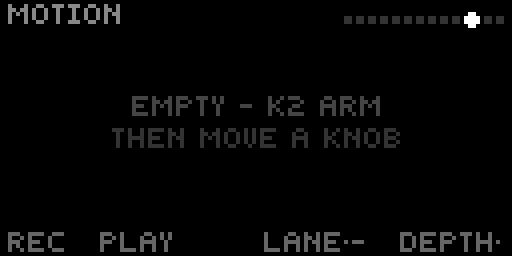 MOTION
EMPTY - K2 ARM
THEN MOVE A KNOB
REC PLAY LANE·- DEPTH·